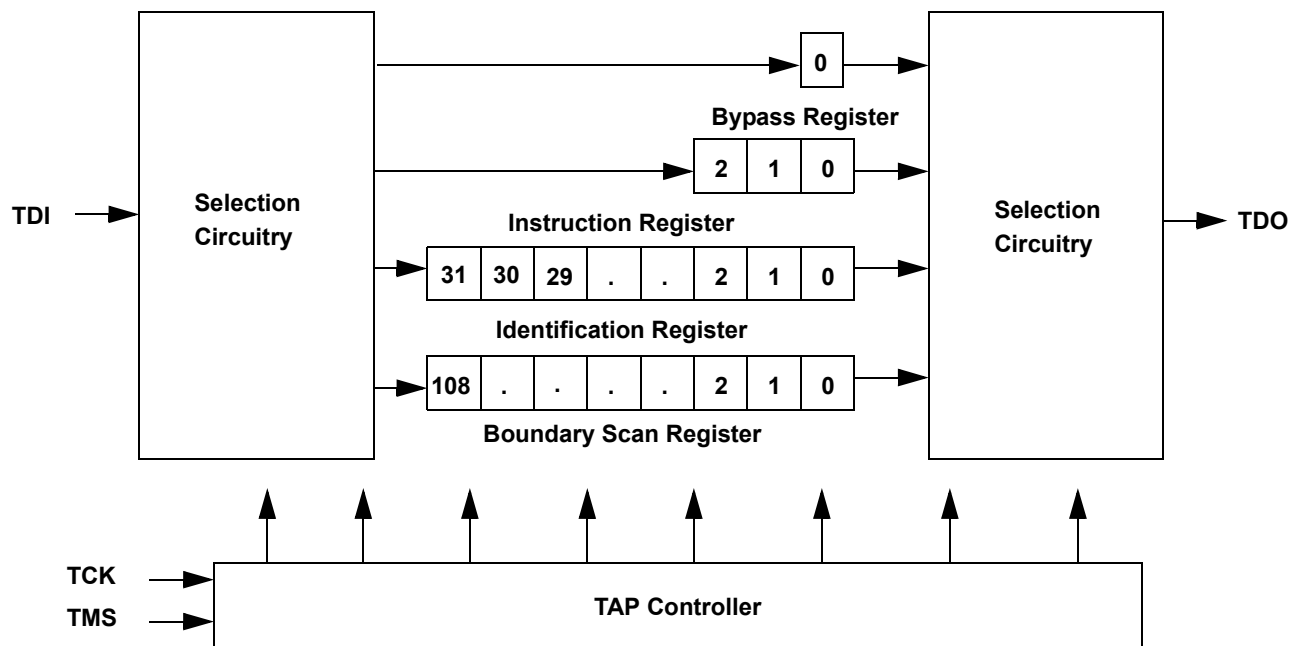 0
Bypass Register
2 1 0
TDI
Selection
Circuitry
Selection
Circuitry
TDO
Instruction Register
31 30 29 . . 2 1 0
Identification Register
108 . . . . 2 1 0
Boundary Scan Register
TCK
TMS
TAP Controller